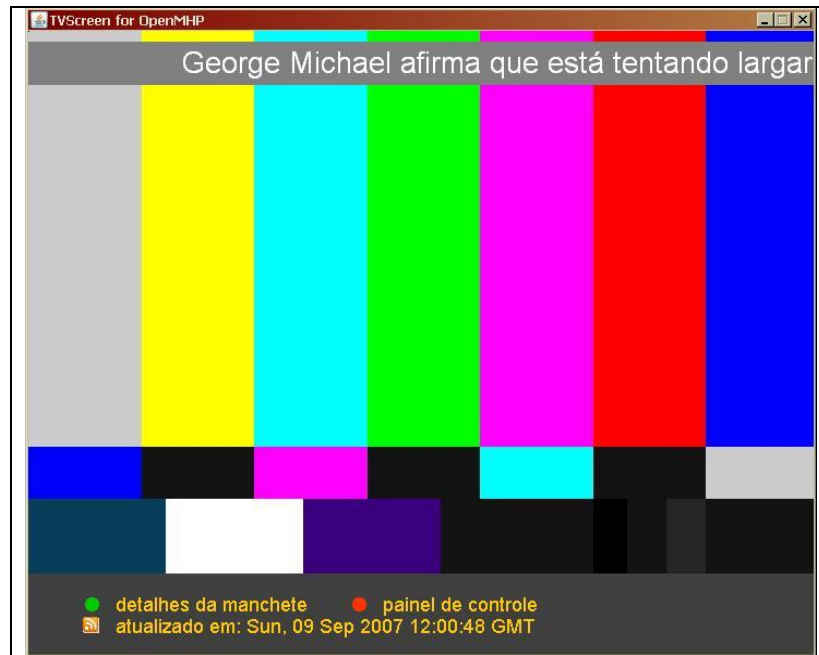 TVScreen for OpenMHP
George Michael afirma que está tentando largar
detalhes da manchete painel de controle
atualizado em: Sun, 09 Sep 2007 12:00:48 GMT